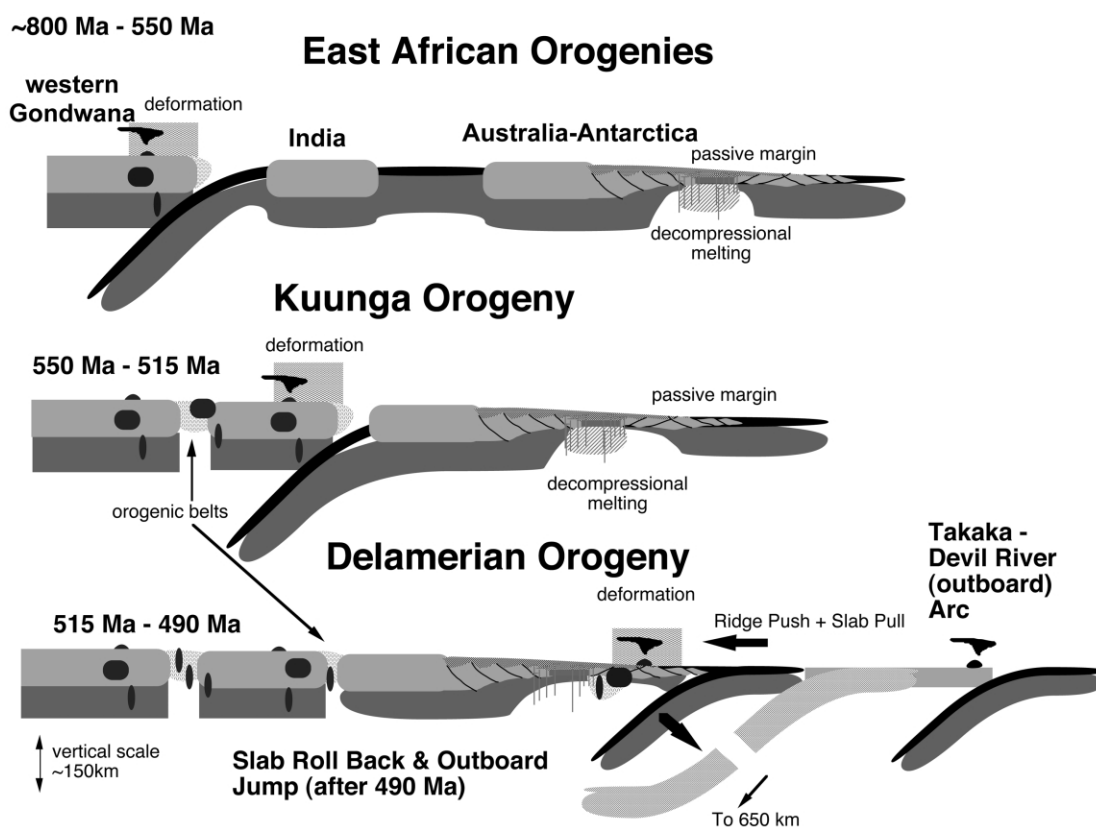 ~800 Ma - 550 Ma
East African Orogenies
western
Gondwana
deformation
India
Australia-Antarctica
passive margin
decompressional
melting
Kuunga Orogeny
550 Ma - 515 Ma
deformation
passive margin
decompressional
melting
orogenic belts
Delamerian Orogeny
Takaka -
Devil River
(outboard)
Arc
515 Ma - 490 Ma
deformation
Ridge Push + Slab Pull
vertical scale
~150km
Slab Roll Back & Outboard
Jump (after 490 Ma)
To 650 km